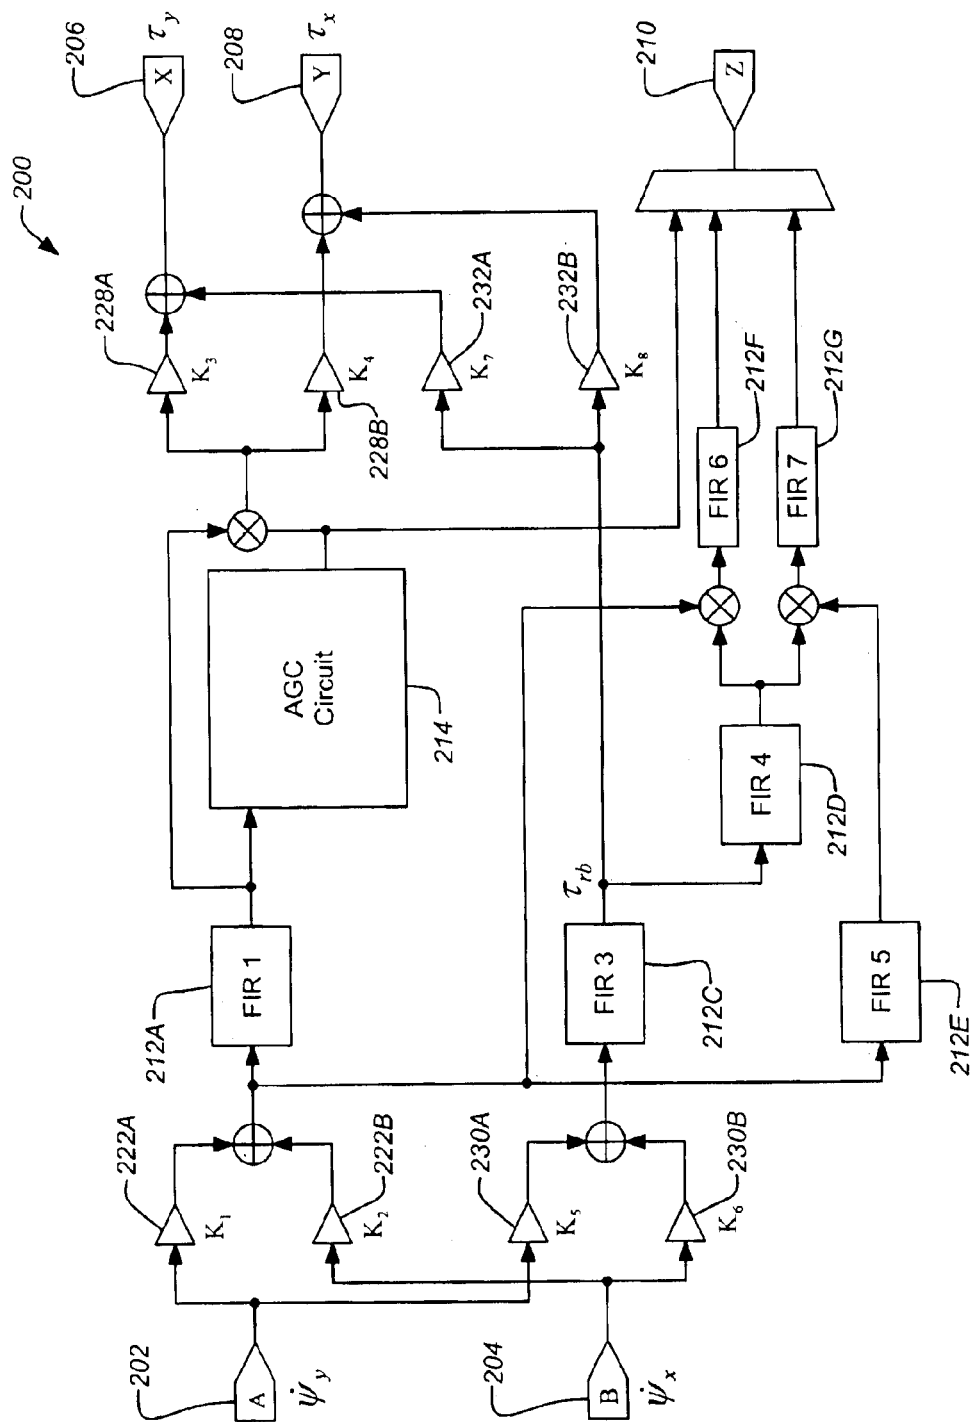 200
202
A
ψ̇y
204
B
ψ̇x
222A
K1
222B
K2
230A
K5
230B
K6
212A
FIR 1
FIR 3
212C
τrb
FIR 5
212E
AGC
Circuit
214
FIR 4
212D
FIR 6
212F
FIR 7
212G
228A
K3
K4
228B
232A
K7
232B
K8
206
X
τy
208
Y
τx
210
Z